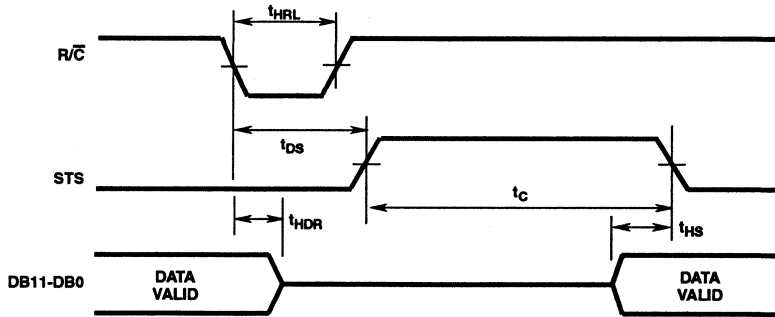 tHRL
R/C̅
tDS
STS
tC
tHDR
tHS
DB11-DB0
DATA
VALID
DATA
VALID